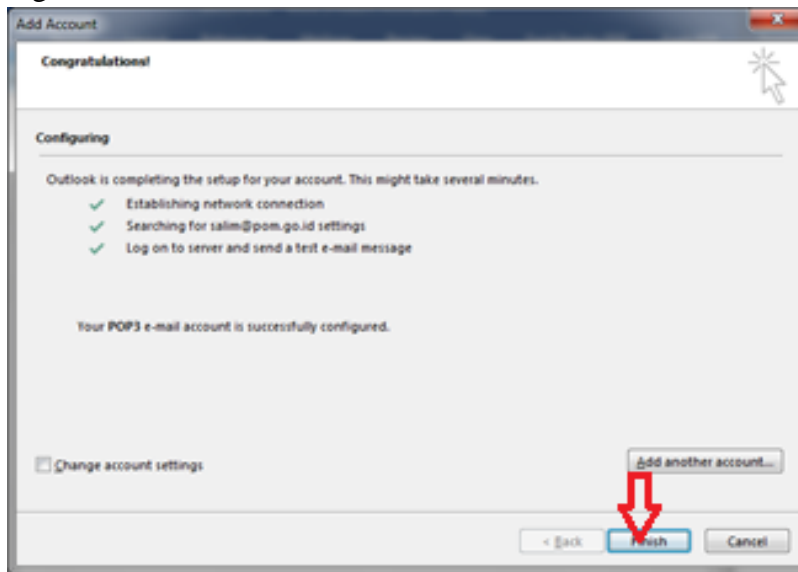 Add Account
Congratulations!
Configuring
Outlook is completing the setup for your account. This might take several minutes.
Establishing network connection
Searching for salim@pom.go.id settings
Log on to server and send a test e-mail message
Your POP3 e-mail account is successfully configured.
Change account settings
Add another account...
< Back
Finish
Cancel